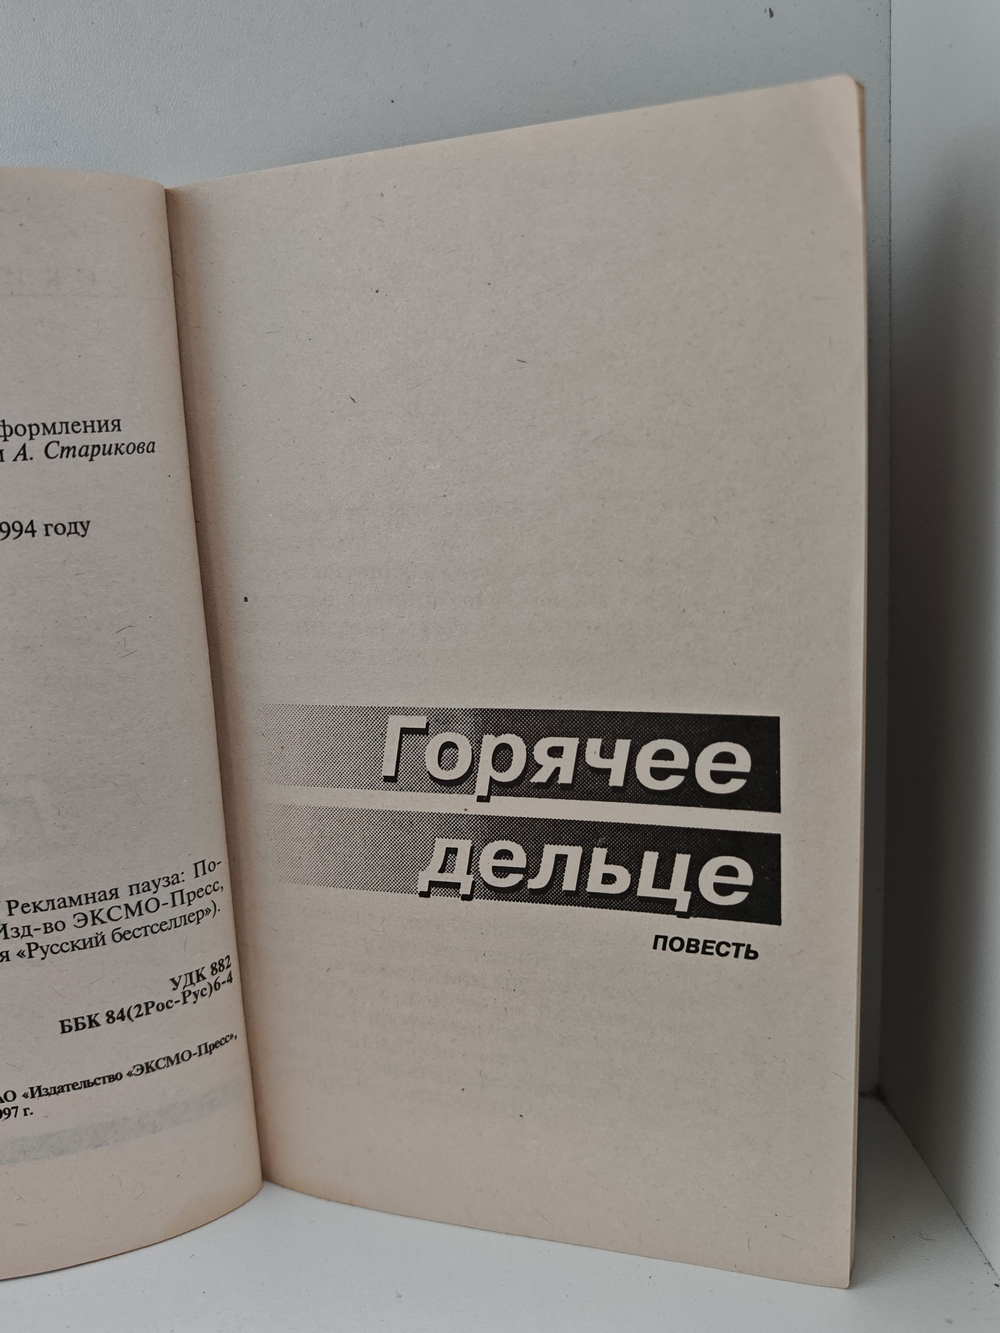 формления
А. Старикова
994 году
Рекламная пауза: По-
Изд-во ЭКСМО-Пресс,
я «Русский бестселлер»).
УДК 882
ББК 84(2Рос-Рус)6-4
АО «Издательство «ЭКСМО-Пресс»,
997 г.
Горячее
дельце
ПОВЕСТЬ